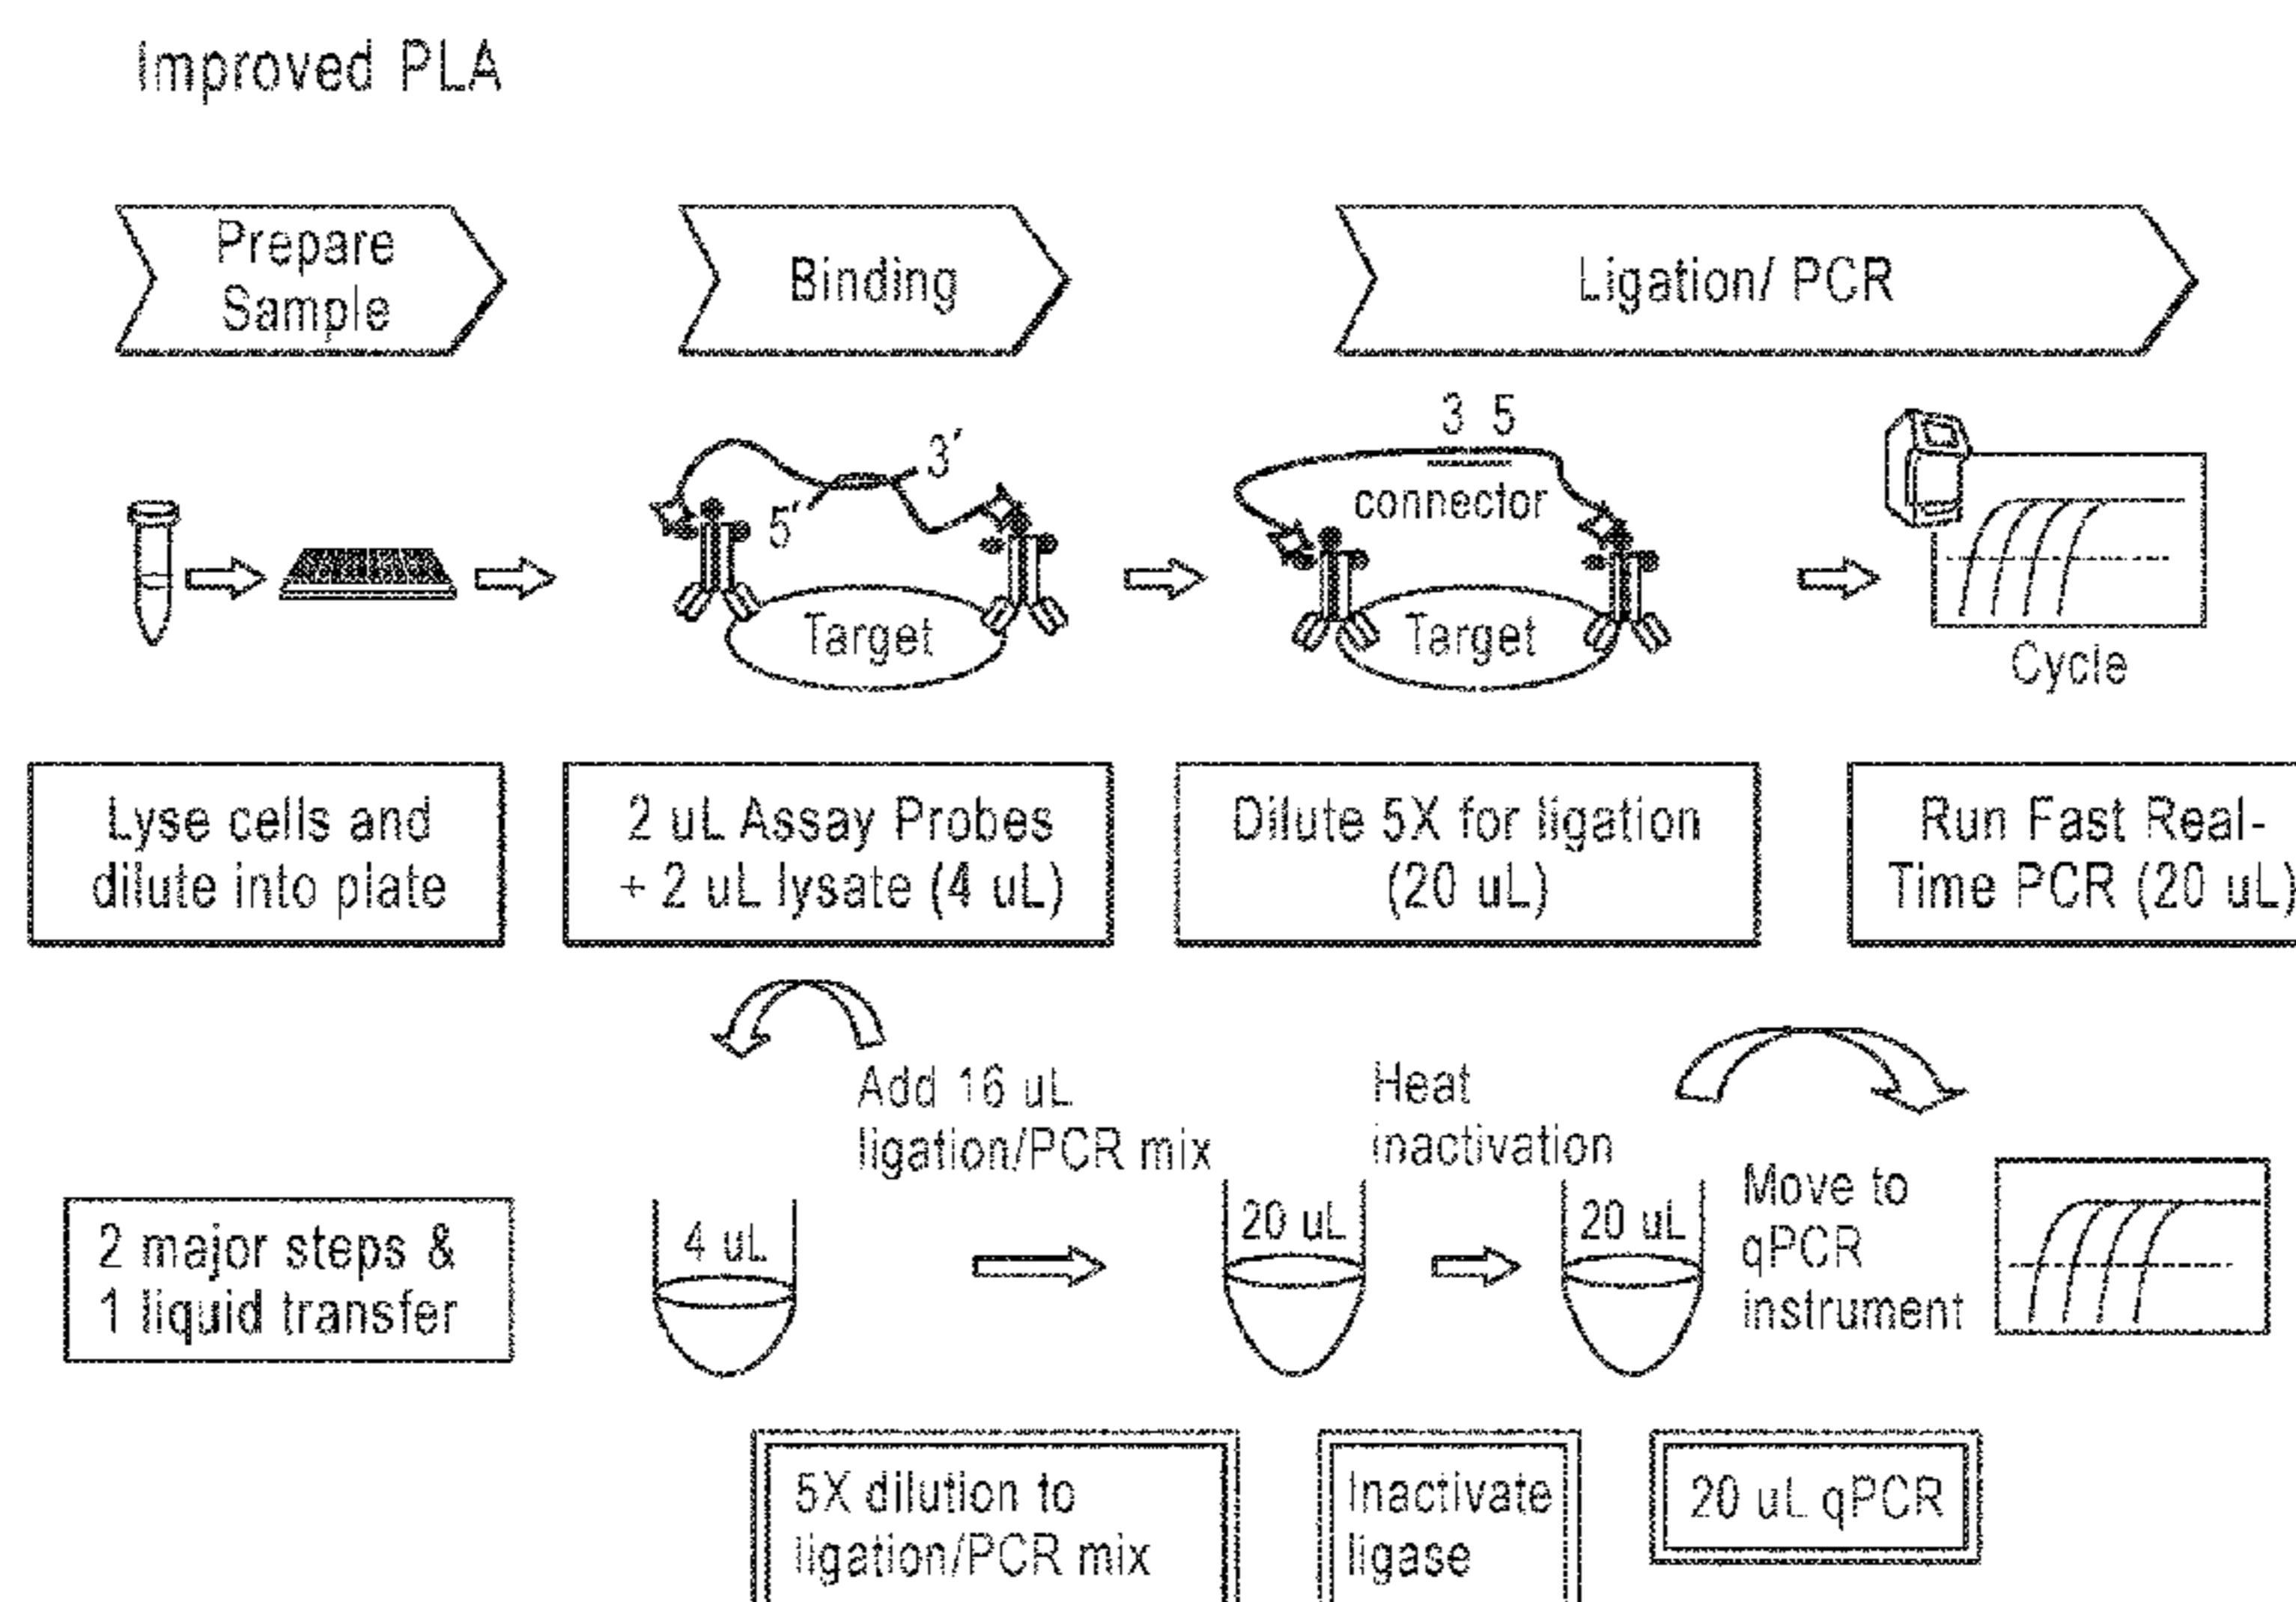 Improved PLA
Prepare
Sample
Binding
Ligation/ PCR
3′
5′
Target
3 5
connector
Target
Cycle
Lyse cells and
dilute into plate
2 uL Assay Probes
+ 2 uL lysate (4 uL)
Dilute 5X for ligation
(20 uL)
Run Fast Real-
Time PCR (20 uL)
2 major steps &
1 liquid transfer
4 uL
Add 16 uL
ligation/PCR mix
20 uL
Heat
inactivation
20 uL
Move to
qPCR
instrument
5X dilution to
ligation/PCR mix
Inactivate
ligase
20 uL qPCR